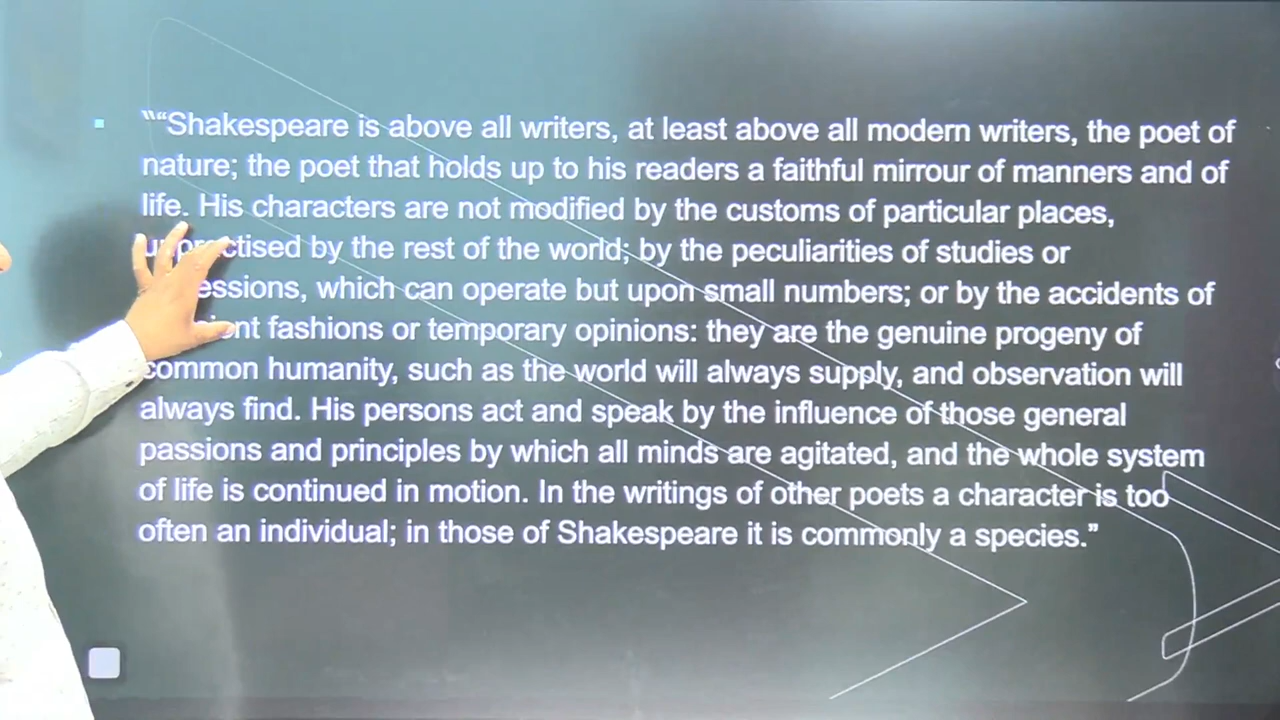 "“Shakespeare is above all writers, at least above all modern writers, the poet of
nature; the poet that holds up to his readers a faithful mirrour of manners and of
life. His characters are not modified by the customs of particular places,
by the rest of the world; by the peculiarities of studies or
which can operate but upon small numbers; or by the accidents of
fashions or temporary opinions: they are the genuine progeny of
common humanity, such as the world will always supply, and observation will
always find. His persons act and speak by the influence of those general
passions and principles by which all minds are agitated, and the whole system
of life is continued in motion. In the writings of other poets a character is too
often an individual; in those of Shakespeare it is commonly a species.”